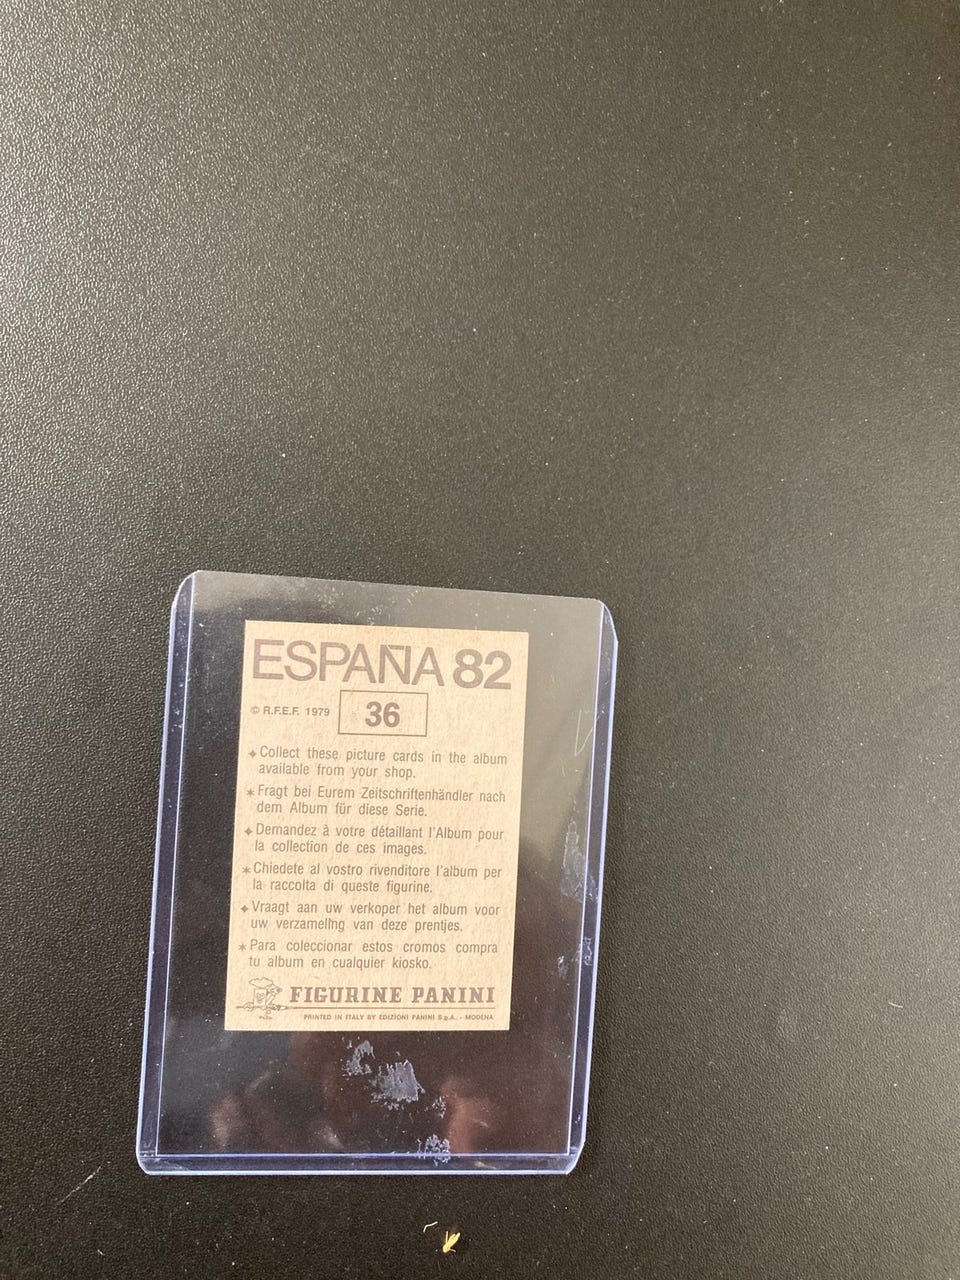 ESPAÑA 82
© R.F.E.F. 1979 36
✦ Collect these picture cards in the album
available from your shop.
✶ Fragt bei Eurem Zeitschriftenhändler nach
dem Album für diese Serie.
✦ Demandez à votre détaillant l'Album pour
la collection de ces images.
✶ Chiedete al vostro rivenditore l'album per
la raccolta di queste figurine.
✦ Vraagt aan uw verkoper het album voor
uw verzameling van deze prentjes.
✶ Para coleccionar estos cromos compra
tu album en cualquier kiosko.
FIGURINE PANINI
PRINTED IN ITALY BY EDIZIONI PANINI S.p.A. - MODENA